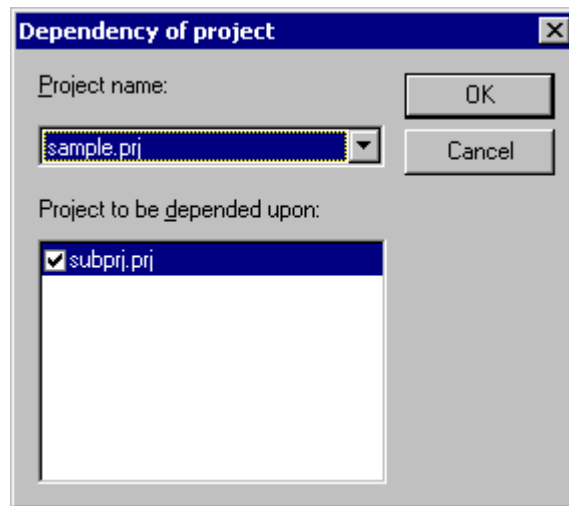 Dependency of project
Project name:
OK
sample.prj
Cancel
Project to be depended upon:
subprj.prj